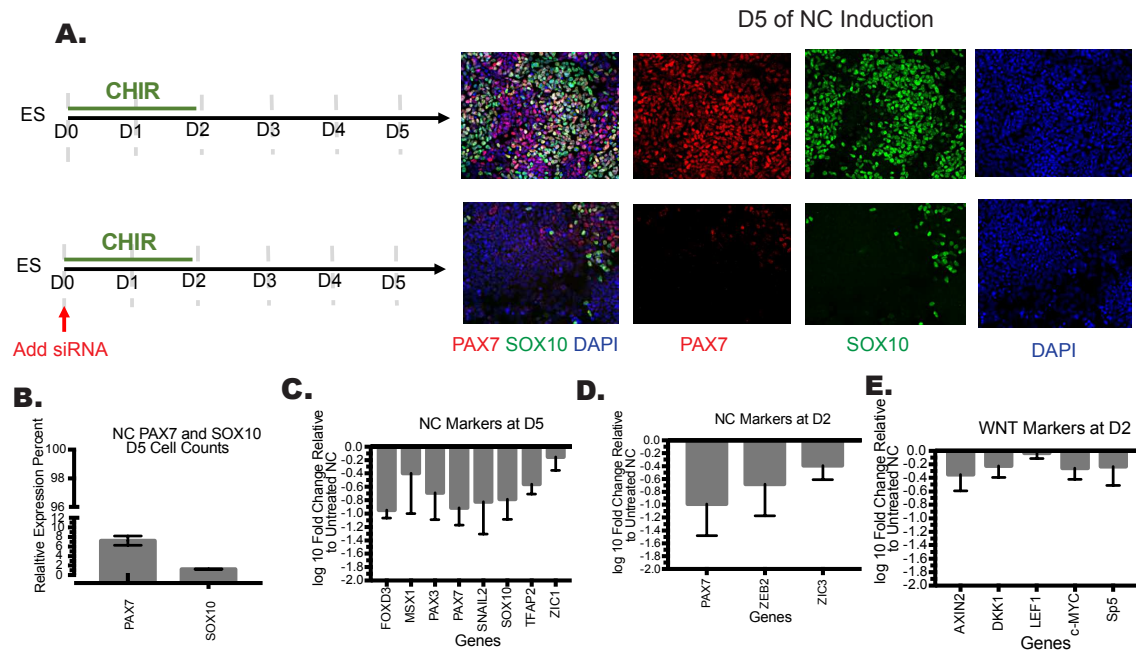 D5 of NC Induction
A.
CHIR
ES
D0 D1 D2 D3 D4 D5
CHIR
ES
D0 D1 D2 D3 D4 D5
Add siRNA
PAX7 SOX10 DAPI
PAX7
SOX10
DAPI
B.
NC PAX7 and SOX10
D5 Cell Counts
Relaltive Expression Percent
100
98
96
12
10
8
6
4
2
0
PAX7
SOX10
C.
NC Markers at D5
log 10 Fold Change Relative
to Untreated NC
0.0
-0.2
-0.4
-0.6
-0.8
-1.0
-1.2
-1.4
-1.6
-1.8
-2.0
FOXD3
MSX1
PAX3
PAX7
SNAIL2
SOX10
TFAP2
ZIC1
Genes
D.
NC Markers at D2
log 10 Fold Change Relative
to Untreated NC
0.0
-0.2
-0.4
-0.6
-0.8
-1.0
-1.2
-1.4
-1.6
-1.8
-2.0
PAX7
ZEB2
ZIC3
Genes
E.
WNT Markers at D2
log 10 Fold Change Relative
to Untreated NC
0.0
-0.2
-0.4
-0.6
-0.8
-1.0
-1.2
-1.4
-1.6
-1.8
-2.0
AXIN2
DKK1
LEF1
c-MYC
Sp5
Genes